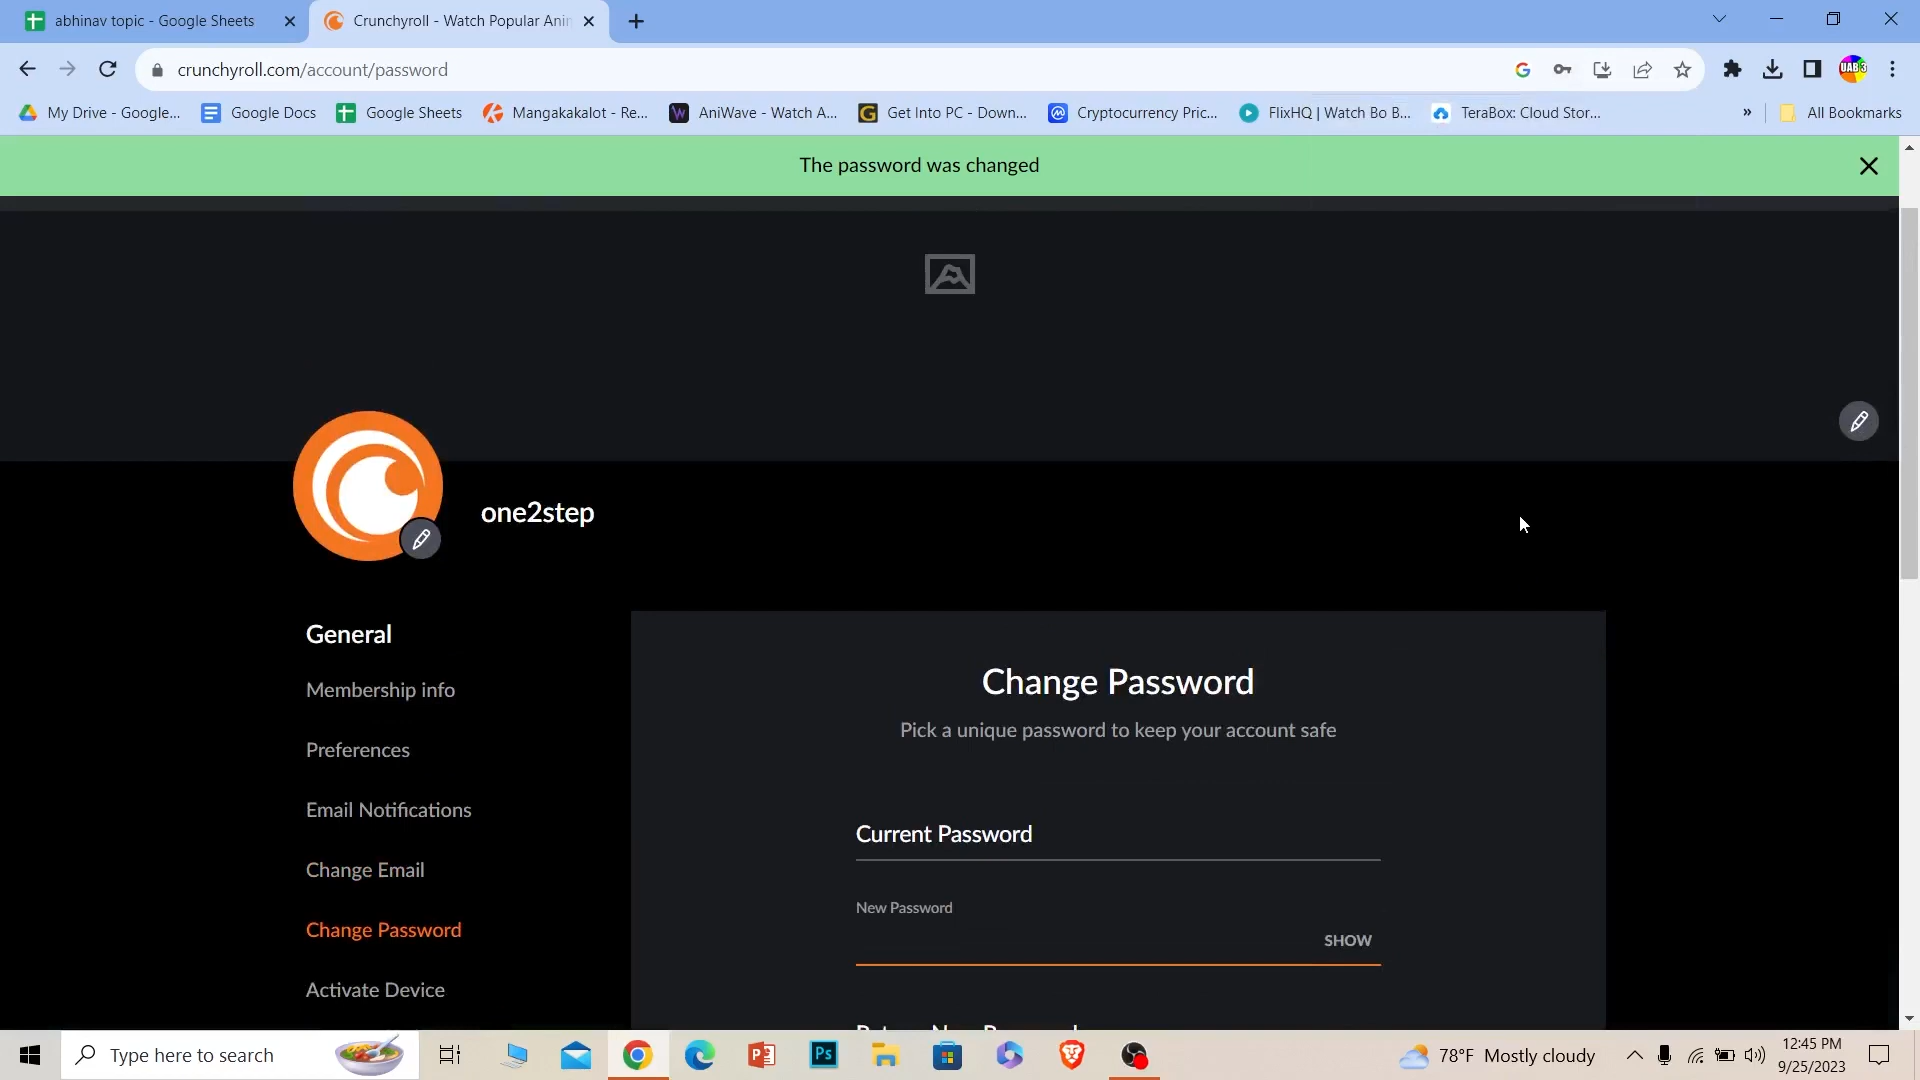 abhinav topic - Google Sheets
Crunchyroll - Watch Popular Ani
crunchyroll.com/account/password
UAB 3
My Drive - Google...
Google Docs
Google Sheets
Mangakakalot - Re...
AniWave - Watch A...
Get Into PC - Down...
Cryptocurrency Pric...
FlixHQ | Watch Bo B...
TeraBox: Cloud Stor...
» All Bookmarks
The password was changed
one2step
General
Membership info
Preferences
Email Notifications
Change Email
Change Password
Activate Device
Change Password
Pick a unique password to keep your account safe
Current Password
New Password
SHOW
Type here to search
78°F Mostly cloudy
12:45 PM
9/25/2023